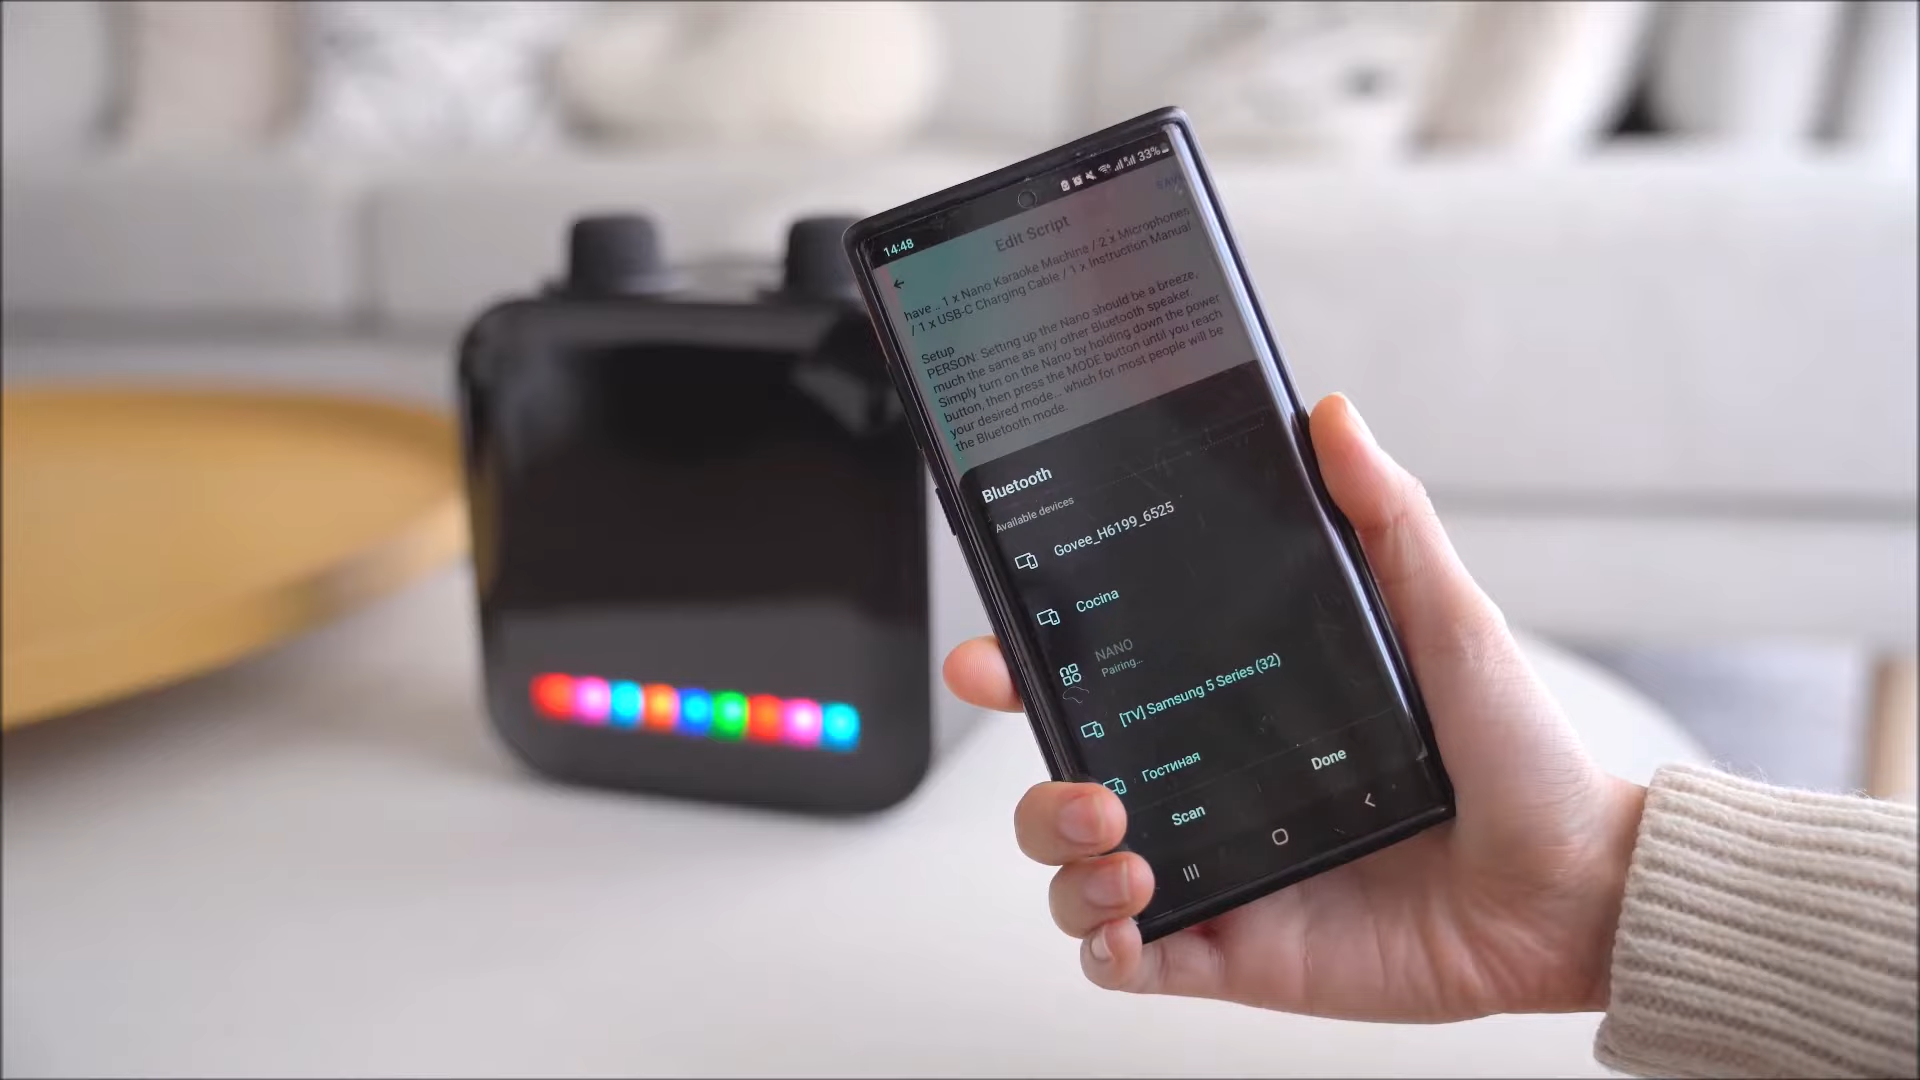 14:48
33%
SAVE
Edit Script
have .. 1 x Nano Karaoke Machine / 2 x Microphones
/ 1 x USB-C Charging Cable / 1 x Instruction Manual
Setup
PERSON: Setting up the Nano should be a breeze,
much the same as any other Bluetooth speaker.
Simply turn on the Nano by holding down the power
button, then press the MODE button until you reach
your desired mode... which for most people will be
the Bluetooth mode.
Bluetooth
Available devices
Govee_H6199_6525
Cocina
NANO
Pairing...
[TV] Samsung 5 Series (32)
Гостиная
Scan
Done